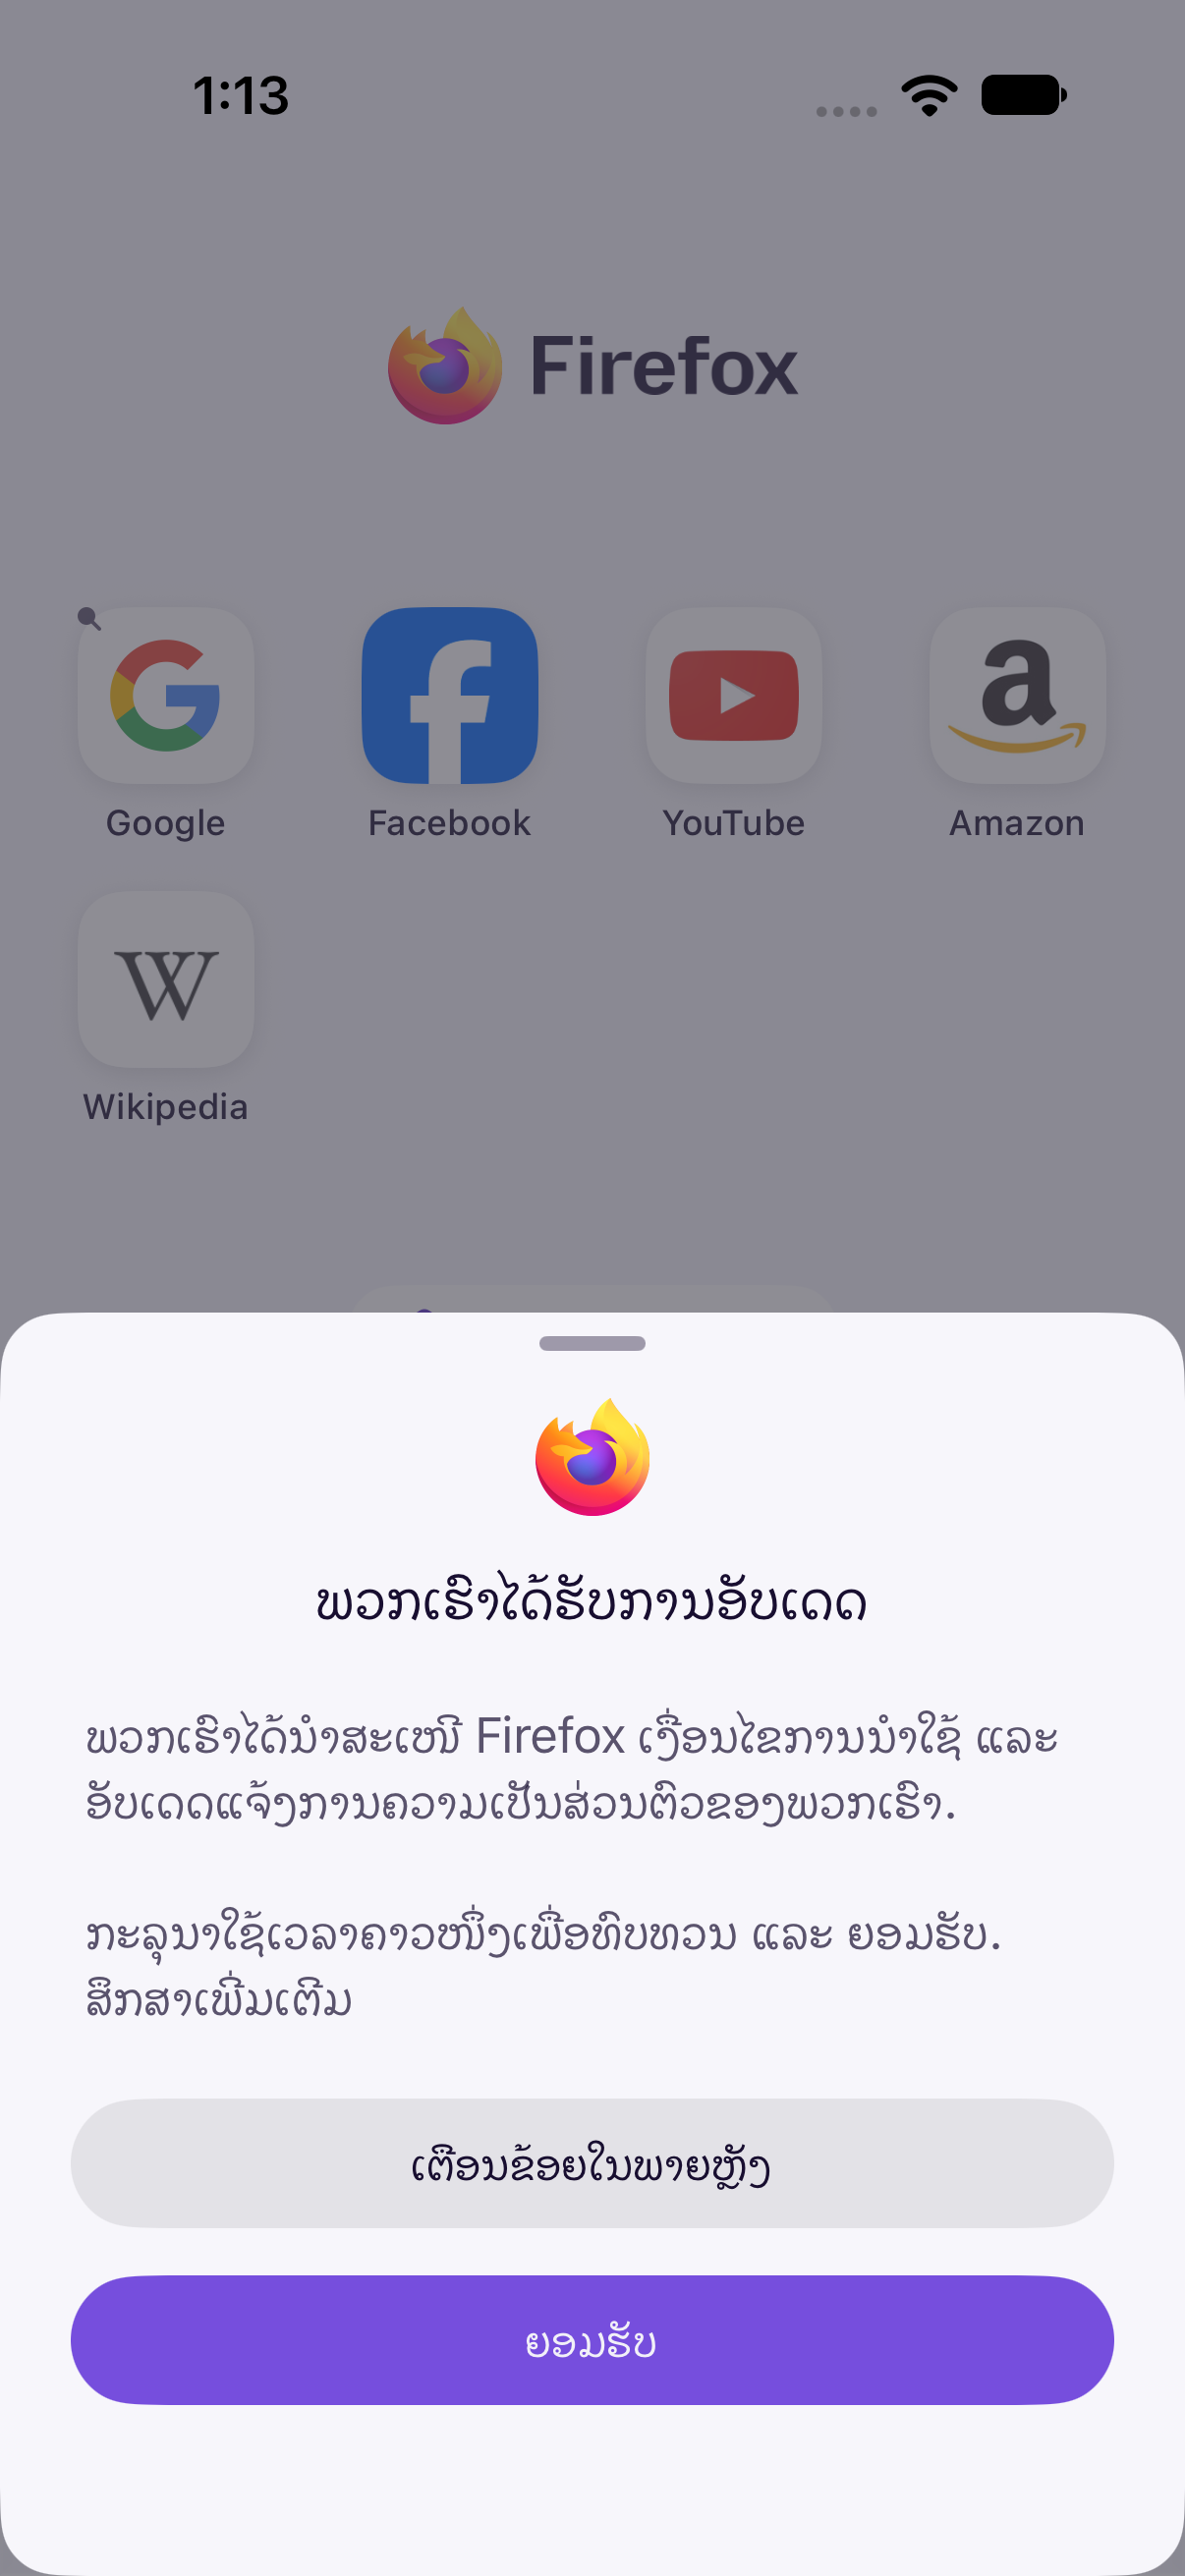 1:13
Firefox
Google
Facebook
YouTube
Amazon
Wikipedia
ພວກເຮົາໄດ້ຮັບການອັບເດດ
ພວກເຮົາໄດ້ນຳສະເໜີ Firefox ເງື່ອນໄຂການນຳໃຊ້ ແລະ
ອັບເດດແຈ້ງການຄວາມເປັນສ່ວນຕົວຂອງພວກເຮົາ.
ກະລຸນາໃຊ້ເວລາຄາວໜຶ່ງເພື່ອທົບທວນ ແລະ ຍອມຮັບ.
ສຶກສາເພີ່ມເຕີມ
ເຕືອນຂ້ອຍໃນພາຍຫຼັງ
ຍອມຮັບ